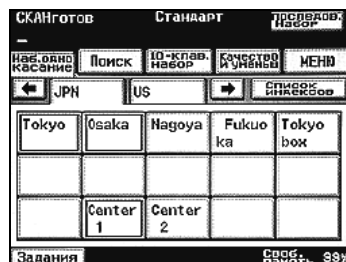 СКАНготов Стандарт последов. Набор
Наб.одно касание Поиск 10-клав. набор Качество и уменьш МЕНЮ
JPN US Список индексов
Tokyo Osaka Nagoya Fukuo ka Tokyo box
Center 1 Center 2
Задания Своб. память 99%